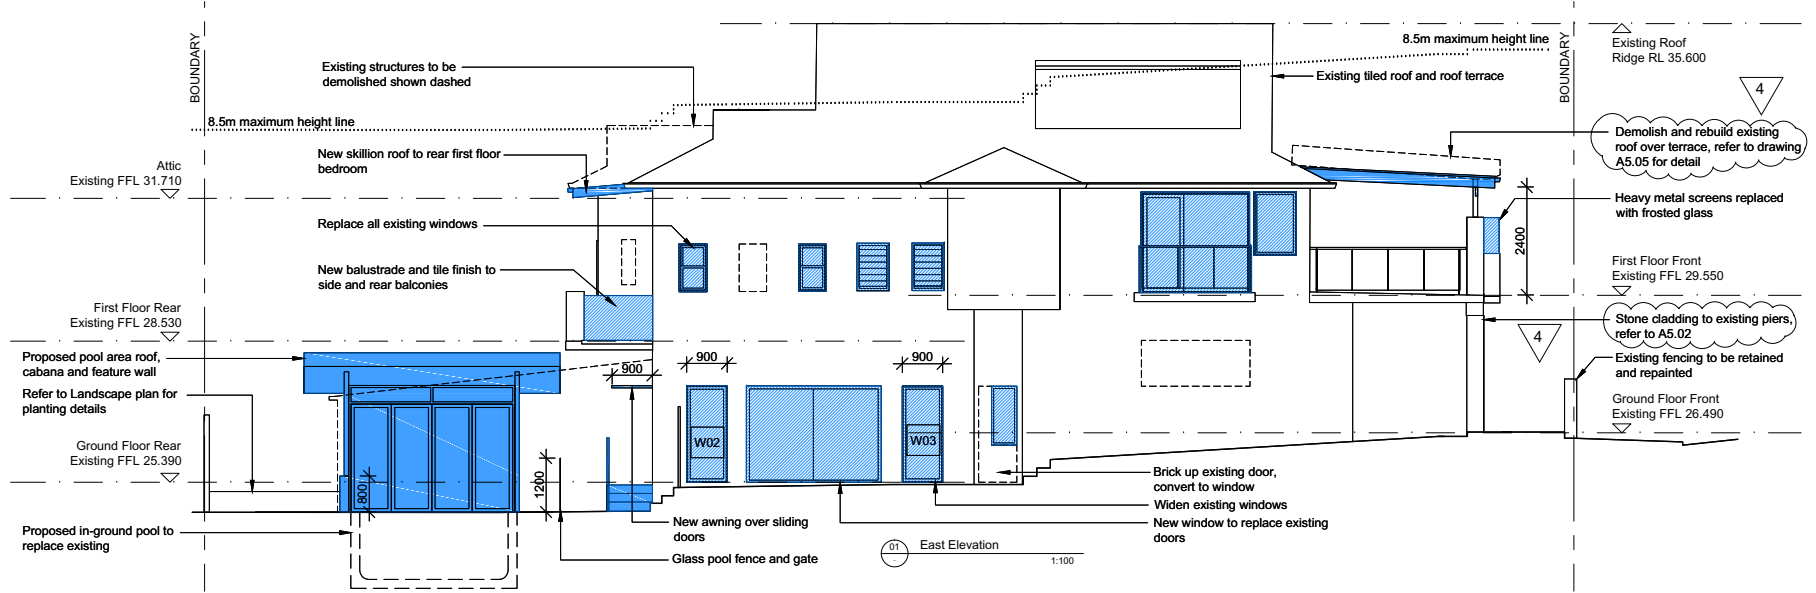 BOUNDARY
Existing structures to be
demolished shown dashed
8.5m maximum height line
8.5m maximum height line
BOUNDARY
Existing Roof
Ridge RL 35.600
Existing tiled roof and roof terrace
4
Demolish and rebuild existing
roof over terrace, refer to drawing
A5.05 for detail
New skillion roof to rear first floor
bedroom
Attic
Existing FFL 31.710
Heavy metal screens replaced
with frosted glass
Replace all existing windows
2400
New balustrade and tile finish to
side and rear balconies
First Floor Front
Existing FFL 29.550
First Floor Rear
Existing FFL 28.530
Stone cladding to existing piers,
refer to A5.02
4
Proposed pool area roof,
cabana and feature wall
900
900
900
Existing fencing to be retained
and repainted
Refer to Landscape plan for
planting details
Ground Floor Front
Existing FFL 26.490
W02
W03
Ground Floor Rear
Existing FFL 25.390
800
1200
Brick up existing door,
convert to window
Widen existing windows
New window to replace existing
doors
Proposed in-ground pool to
replace existing
New awning over sliding
doors
Glass pool fence and gate
01
East Elevation
1:100